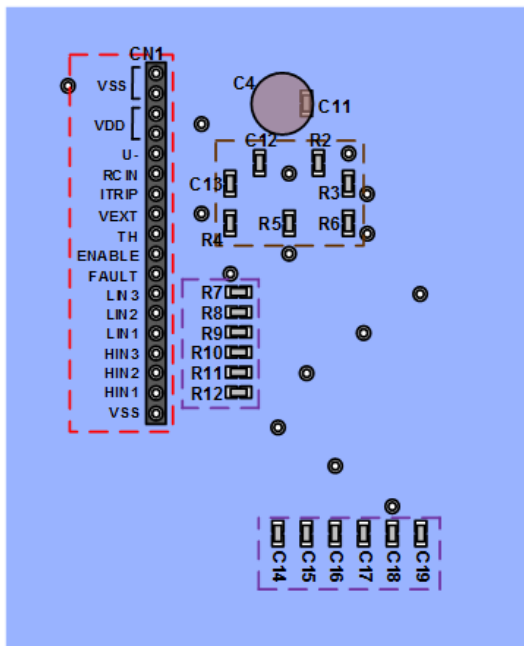 CN1
VSS
VDD
U-
RCIN
ITRIP
VEXT
TH
ENABLE
FAULT
LIN3
LIN2
LIN1
HIN3
HIN2
HIN1
VSS
C4
C11
C12
R2
C13
R3
R4
R5
R6
R7
R8
R9
R10
R11
R12
C14
C15
C16
C17
C18
C19